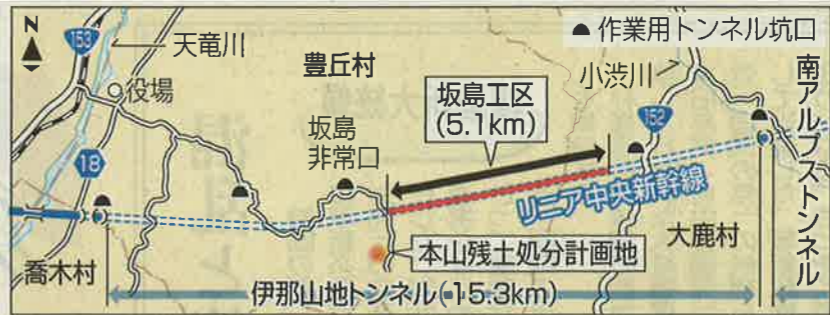 N
153
天竜川
役場
豊丘村
▲作業用トンネル坑口
小渋川
坂島工区
(5.1km)
152
坂島
非常口
18
リニア中央新幹線
南アルプストンネル
大鹿村
本山残土処分計画地
喬木村
伊那山地トンネル(15.3km)